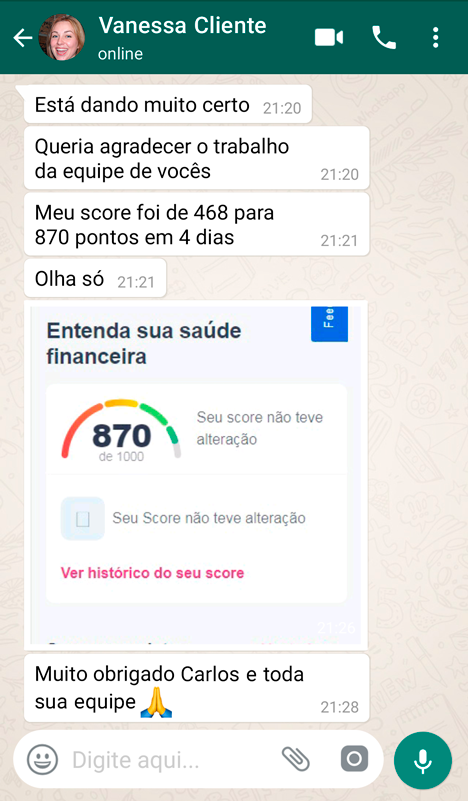 Vanessa Cliente
online
Está dando muito certo 21:20
Queria agradecer o trabalho
da equipe de vocês 21:20
Meu score foi de 468 para
870 pontos em 4 dias 21:21
Olha só 21:21
Entenda sua saúde
financeira
Fee
870
de 1000
Seu score não teve
alteração
Seu Score não teve alteração
Ver histórico do seu score
Muito obrigado Carlos e toda
sua equipe 🙏 21:28
Digite aqui...